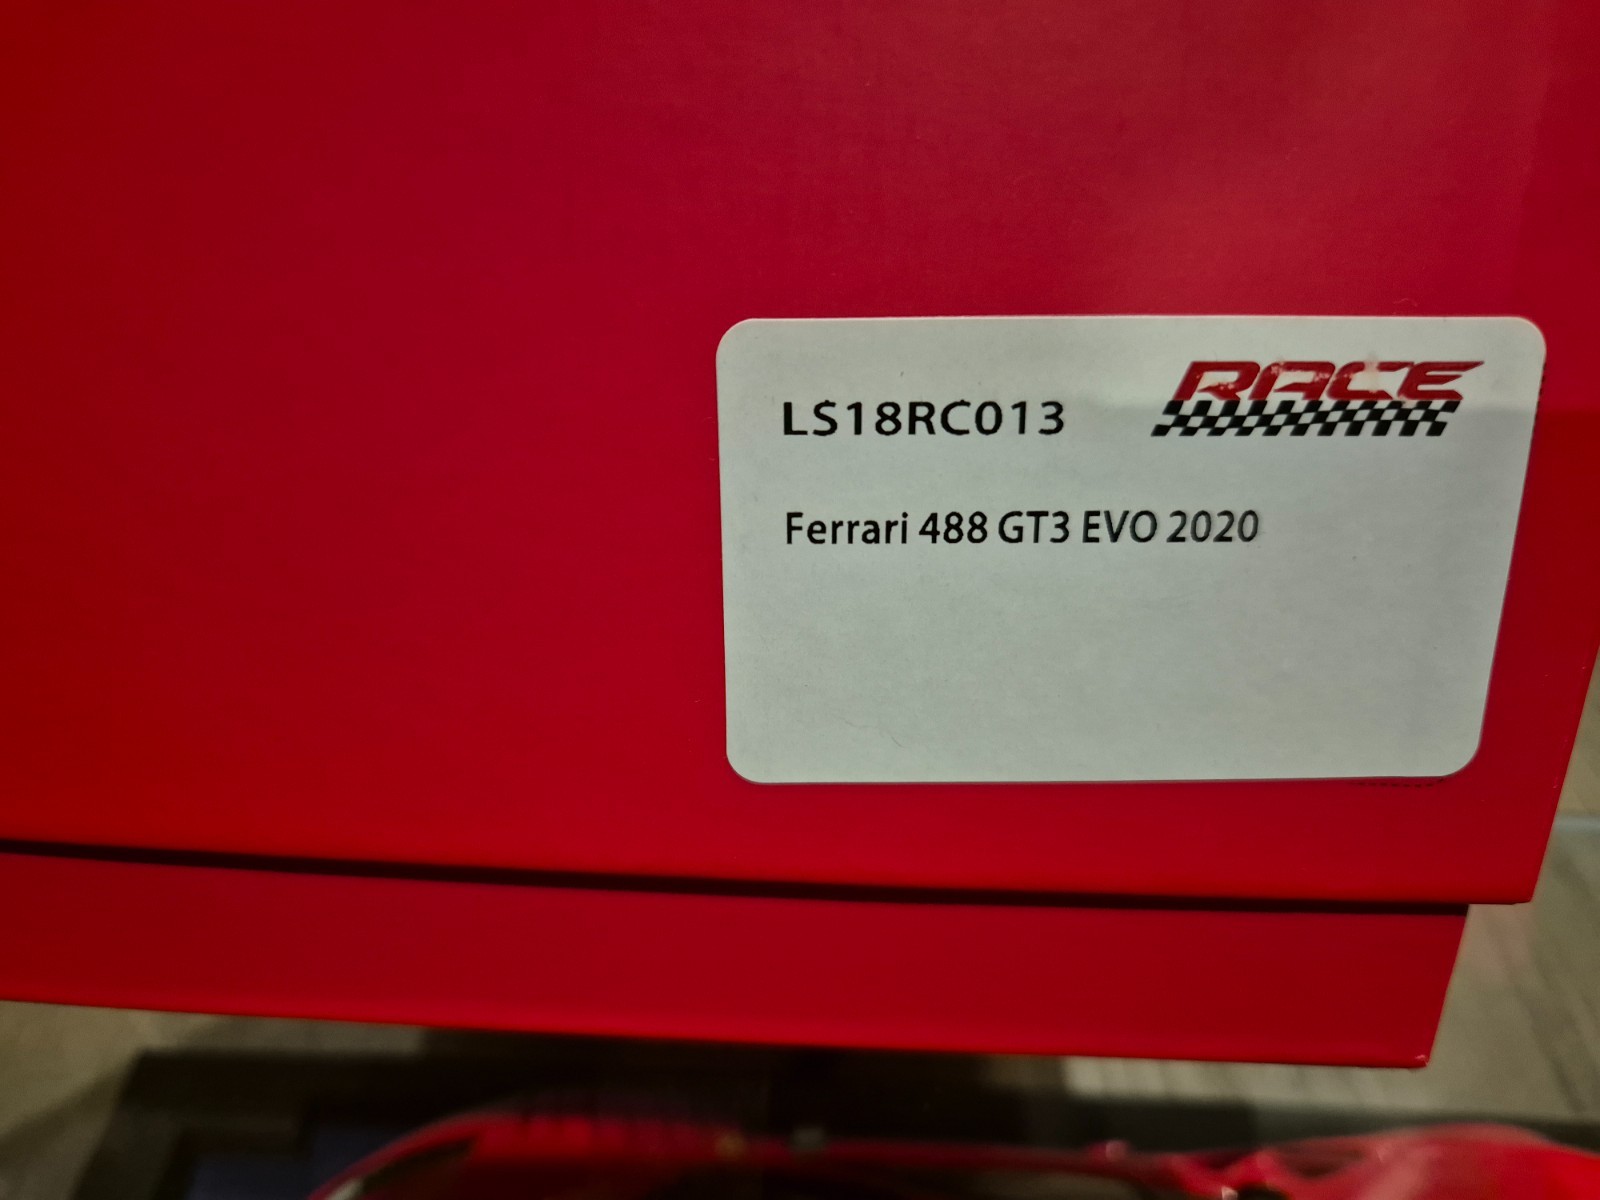 RACE
LS18RC013
Ferrari 488 GT3 EVO 2020